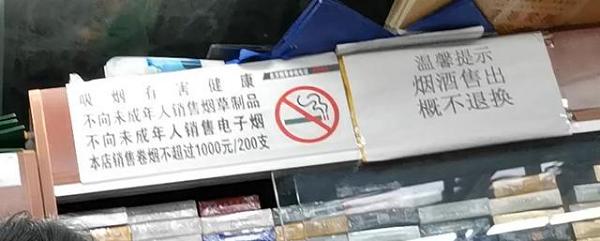 吸烟有害健康
不向未成年人销售烟草制品
不向未成年人销售电子烟
本店销售卷烟不超过1000元/200支
温馨提示
烟酒售出
概不退换